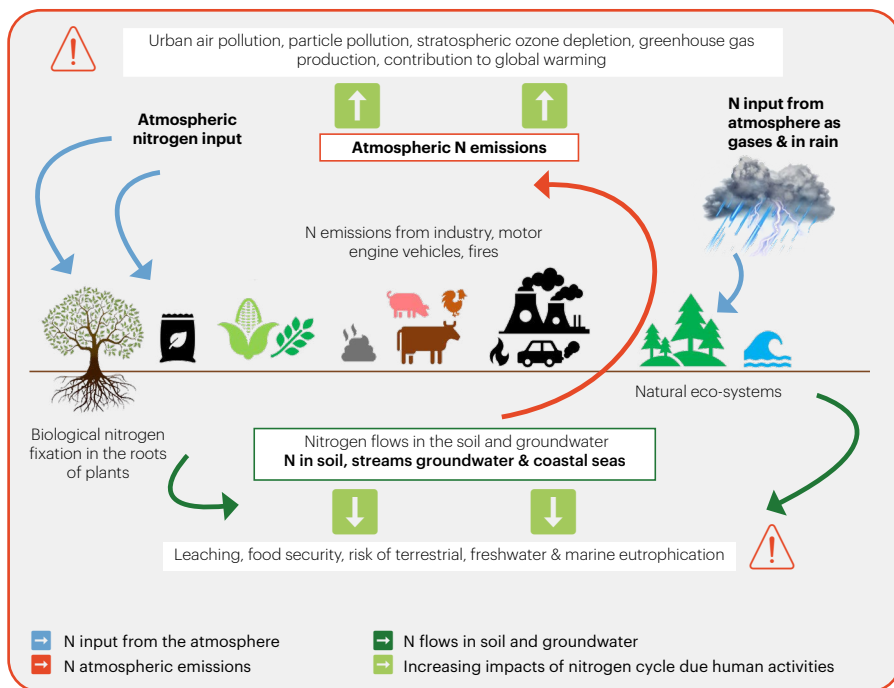 Urban air pollution, particle pollution, stratospheric ozone depletion, greenhouse gas
production, contribution to global warming
Atmospheric
nitrogen input
Atmospheric N emissions
N input from
atmosphere as
gases & in rain
N emissions from industry, motor
engine vehicles, fires
Natural eco-systems
Biological nitrogen
fixation in the roots
of plants
Nitrogen flows in the soil and groundwater
N in soil, streams groundwater & coastal seas
Leaching, food security, risk of terrestrial, freshwater & marine eutrophication
N input from the atmosphere
N atmospheric emissions
N flows in soil and groundwater
Increasing impacts of nitrogen cycle due human activities